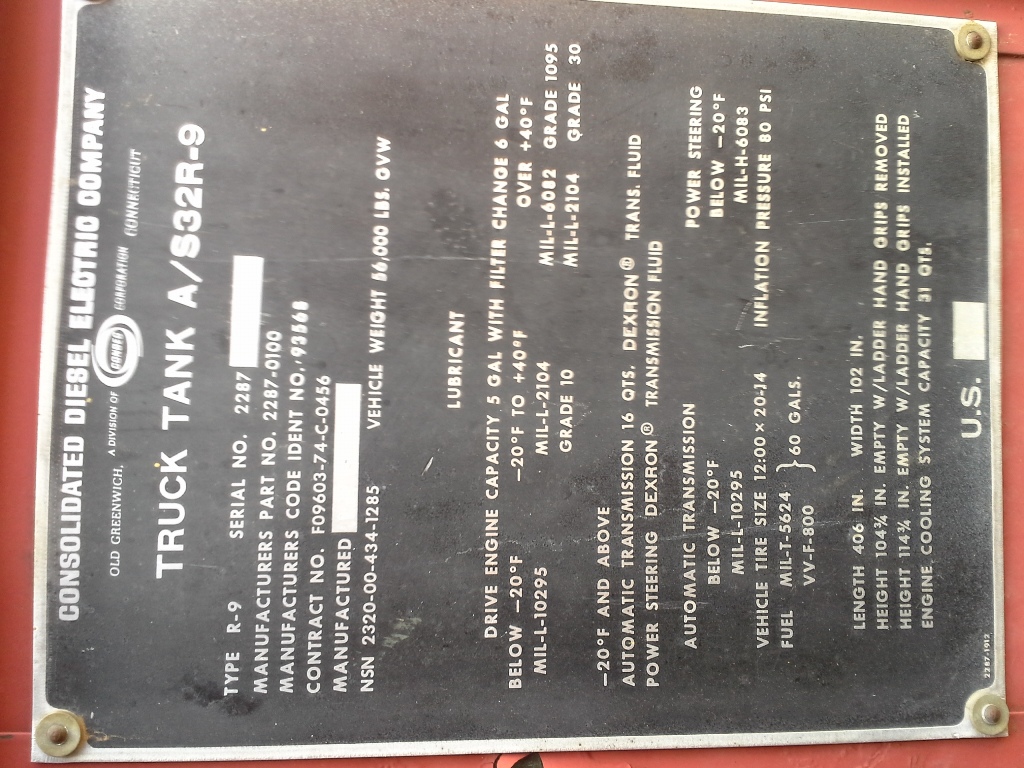 CONSOLIDATED DIESEL ELECTRIC COMPANY
OLD GREENWICH, A DIVISION OF CONDEC CORPORATION CONNECTICUT
TRUCK TANK A/S32R-9
TYPE R-9 SERIAL NO. 2287
MANUFACTURERS PART NO. 2287-0100
MANUFACTURERS CODE IDENT NO. 93568
CONTRACT NO. F09603-74-C-0456
MANUFACTURED
NSN 2320-00-434-1285 VEHICLE WEIGHT 86,000 LBS. GVW
LUBRICANT
DRIVE ENGINE CAPACITY 5 GAL WITH FILTER CHANGE 6 GAL
BELOW -20°F -20°F TO +40°F OVER +40°F
MIL-L-10295 MIL-L-2104 MIL-L-6082 GRADE 1095
GRADE 10 MIL-L-2104 GRADE 30
-20°F AND ABOVE
AUTOMATIC TRANSMISSION 16 QTS. DEXRON® TRANS. FLUID
POWER STEERING DEXRON® TRANSMISSION FLUID
AUTOMATIC TRANSMISSION POWER STEERING
BELOW -20°F BELOW -20°F
MIL-L-10295 MIL-H-6083
VEHICLE TIRE SIZE 12:00 × 20-14 INFLATION PRESSURE 80 PSI
FUEL MIL-T-5624 } 60 GALS.
VV-F-800
LENGTH 406 IN. WIDTH 102 IN.
HEIGHT 104¾ IN. EMPTY W/LADDER HAND GRIPS REMOVED
HEIGHT 114¾ IN. EMPTY W/LADDER HAND GRIPS INSTALLED
ENGINE COOLING SYSTEM CAPACITY 31 QTS.
U.S.
2287-1912